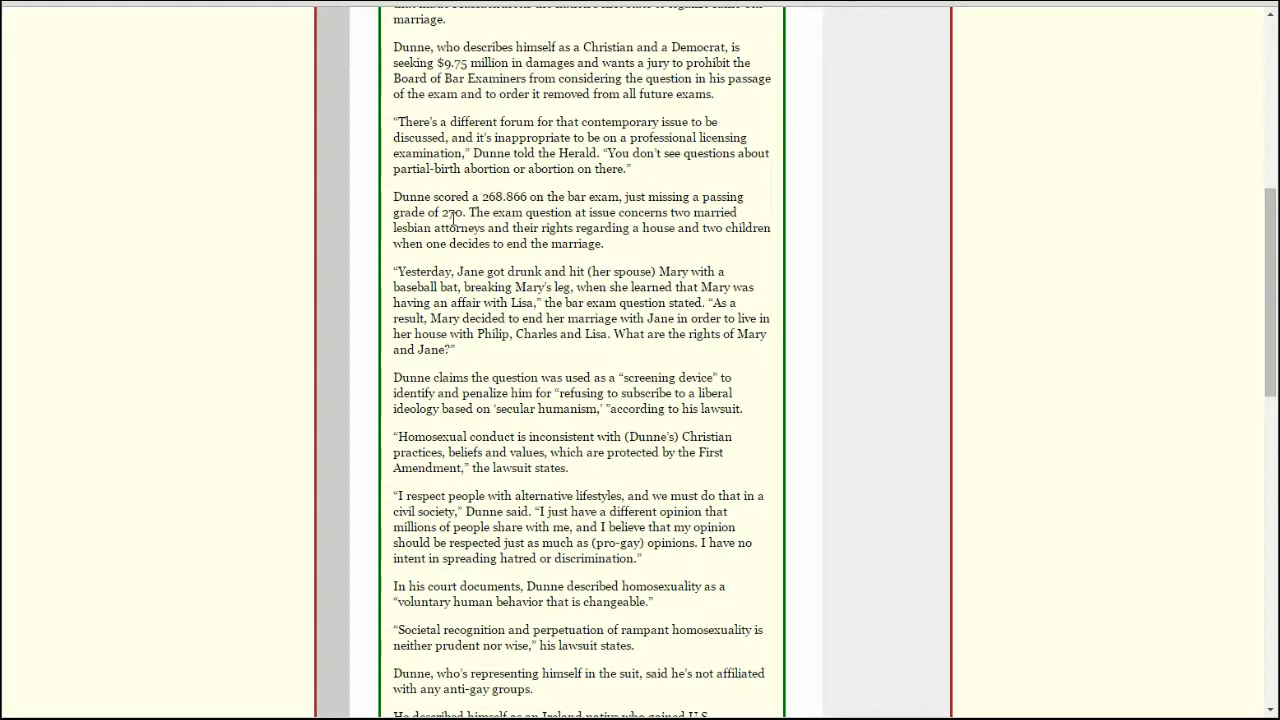 marriage.
Dunne, who describes himself as a Christian and a Democrat, is
seeking $9.75 million in damages and wants a jury to prohibit the
Board of Bar Examiners from considering the question in his passage
of the exam and to order it removed from all future exams.
“There’s a different forum for that contemporary issue to be
discussed, and it’s inappropriate to be on a professional licensing
examination,” Dunne told the Herald. “You don’t see questions about
partial-birth abortion or abortion on there.”
Dunne scored a 268.866 on the bar exam, just missing a passing
grade of 270. The exam question at issue concerns two married
lesbian attorneys and their rights regarding a house and two children
when one decides to end the marriage.
“Yesterday, Jane got drunk and hit (her spouse) Mary with a
baseball bat, breaking Mary’s leg, when she learned that Mary was
having an affair with Lisa,” the bar exam question stated. “As a
result, Mary decided to end her marriage with Jane in order to live in
her house with Philip, Charles and Lisa. What are the rights of Mary
and Jane?”
Dunne claims the question was used as a “screening device” to
identify and penalize him for “refusing to subscribe to a liberal
ideology based on ‘secular humanism,’ ”according to his lawsuit.
“Homosexual conduct is inconsistent with (Dunne’s) Christian
practices, beliefs and values, which are protected by the First
Amendment,” the lawsuit states.
“I respect people with alternative lifestyles, and we must do that in a
civil society,” Dunne said. “I just have a different opinion that
millions of people share with me, and I believe that my opinion
should be respected just as much as (pro-gay) opinions. I have no
intent in spreading hatred or discrimination.”
In his court documents, Dunne described homosexuality as a
“voluntary human behavior that is changeable.”
“Societal recognition and perpetuation of rampant homosexuality is
neither prudent nor wise,” his lawsuit states.
Dunne, who’s representing himself in the suit, said he’s not affiliated
with any anti-gay groups.
He described himself as an Ireland native who gained U.S.